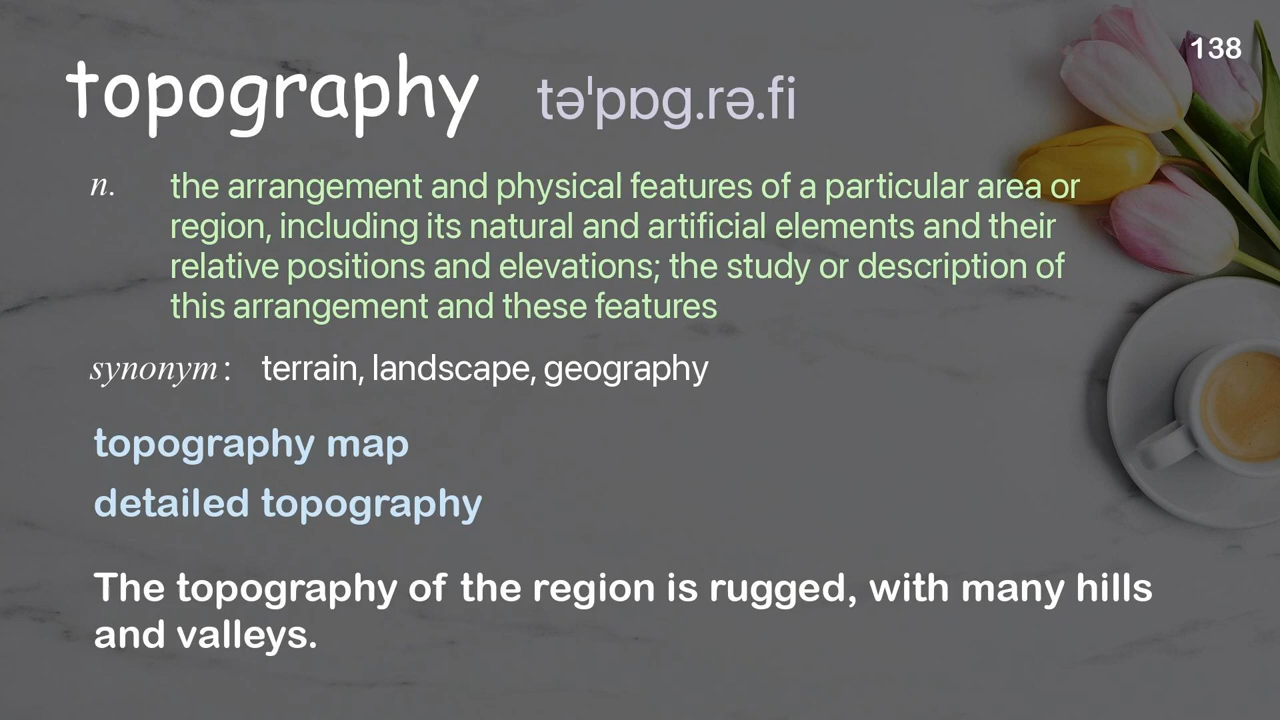 138
topography təˈpɒg.rə.fi
n. the arrangement and physical features of a particular area or
region, including its natural and artificial elements and their
relative positions and elevations; the study or description of
this arrangement and these features
synonym: terrain, landscape, geography
topography map
detailed topography
The topography of the region is rugged, with many hills
and valleys.